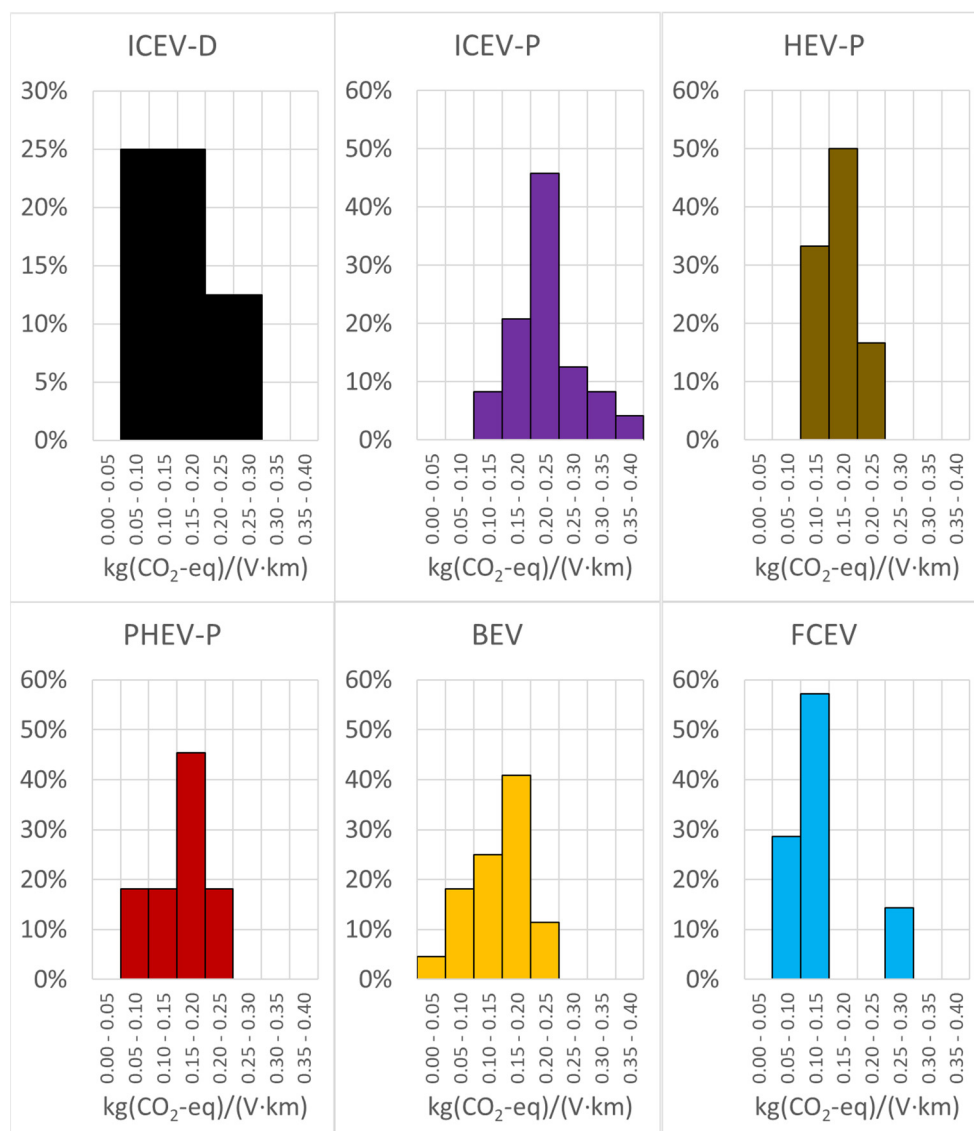 ICEV-D
30%
25%
20%
15%
10%
5%
0%
0.00 - 0.05
0.05 - 0.10
0.10 - 0.15
0.15 - 0.20
0.20 - 0.25
0.25 - 0.30
0.30 - 0.35
0.35 - 0.40
kg(CO₂-eq)/(V·km)
ICEV-P
60%
50%
40%
30%
20%
10%
0%
0.00 - 0.05
0.05 - 0.10
0.10 - 0.15
0.15 - 0.20
0.20 - 0.25
0.25 - 0.30
0.30 - 0.35
0.35 - 0.40
kg(CO₂-eq)/(V·km)
HEV-P
60%
50%
40%
30%
20%
10%
0%
0.00 - 0.05
0.05 - 0.10
0.10 - 0.15
0.15 - 0.20
0.20 - 0.25
0.25 - 0.30
0.30 - 0.35
0.35 - 0.40
kg(CO₂-eq)/(V·km)
PHEV-P
60%
50%
40%
30%
20%
10%
0%
0.00 - 0.05
0.05 - 0.10
0.10 - 0.15
0.15 - 0.20
0.20 - 0.25
0.25 - 0.30
0.30 - 0.35
0.35 - 0.40
kg(CO₂-eq)/(V·km)
BEV
60%
50%
40%
30%
20%
10%
0%
0.00 - 0.05
0.05 - 0.10
0.10 - 0.15
0.15 - 0.20
0.20 - 0.25
0.25 - 0.30
0.30 - 0.35
0.35 - 0.40
kg(CO₂-eq)/(V·km)
FCEV
60%
50%
40%
30%
20%
10%
0%
0.00 - 0.05
0.05 - 0.10
0.10 - 0.15
0.15 - 0.20
0.20 - 0.25
0.25 - 0.30
0.30 - 0.35
0.35 - 0.40
kg(CO₂-eq)/(V·km)